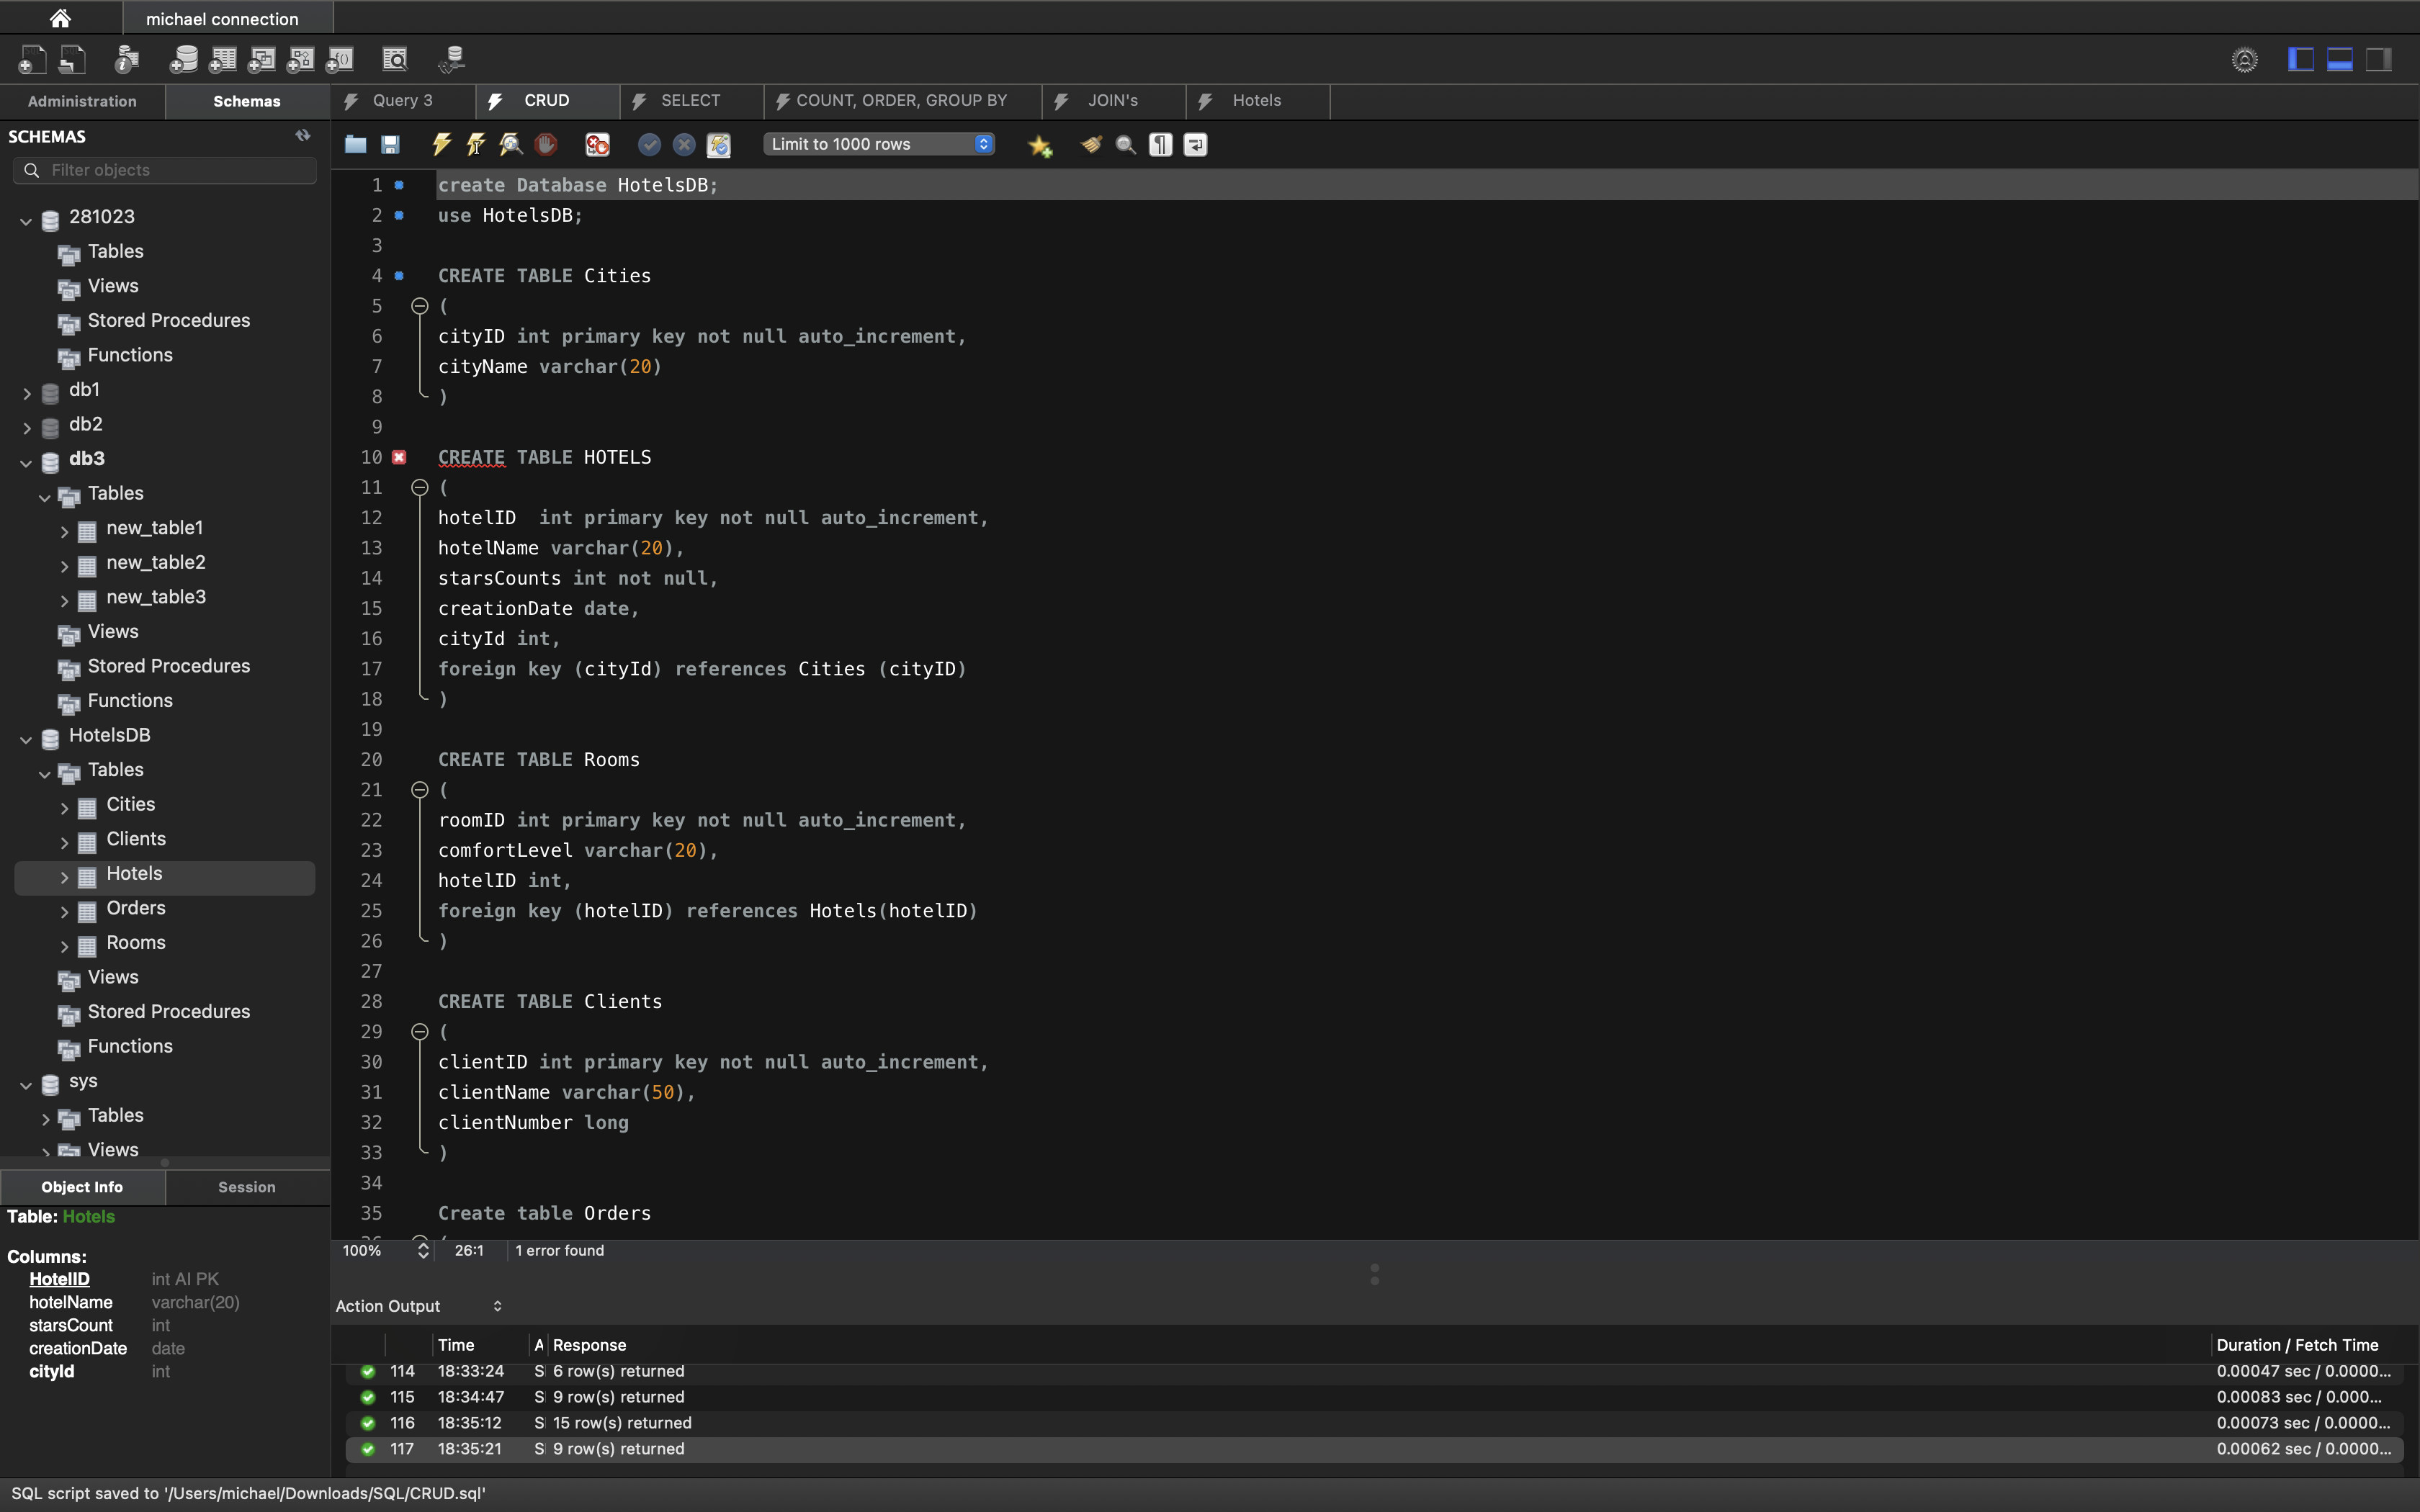 michael connection
Administration
Schemas
Query 3
CRUD
SELECT
COUNT, ORDER, GROUP BY
JOIN's
Hotels
SCHEMAS
Filter objects
Limit to 1000 rows
281023
Tables
Views
Stored Procedures
Functions
db1
db2
db3
Tables
new_table1
new_table2
new_table3
Views
Stored Procedures
Functions
HotelsDB
Tables
Cities
Clients
Hotels
Orders
Rooms
Views
Stored Procedures
Functions
sys
Tables
Views
1 create Database HotelsDB;
2 use HotelsDB;
3
4 CREATE TABLE Cities
5 (
6 cityID int primary key not null auto_increment,
7 cityName varchar(20)
8 )
9
10 CREATE TABLE HOTELS
11 (
12 hotelID  int primary key not null auto_increment,
13 hotelName varchar(20),
14 starsCounts int not null,
15 creationDate date,
16 cityId int,
17 foreign key (cityId) references Cities (cityID)
18 )
19
20 CREATE TABLE Rooms
21 (
22 roomID int primary key not null auto_increment,
23 comfortLevel varchar(20),
24 hotelID int,
25 foreign key (hotelID) references Hotels(hotelID)
26 )
27
28 CREATE TABLE Clients
29 (
30 clientID int primary key not null auto_increment,
31 clientName varchar(50),
32 clientNumber long
33 )
34
35 Create table Orders
100% 26:1 1 error found
Object Info
Session
Table: Hotels
Columns:
HotelID int AI PK
hotelName varchar(20)
starsCount int
creationDate date
cityId int
Action Output
Time A Response Duration / Fetch Time
114 18:33:24 S 6 row(s) returned 0.00047 sec / 0.0000...
115 18:34:47 S 9 row(s) returned 0.00083 sec / 0.000...
116 18:35:12 S 15 row(s) returned 0.00073 sec / 0.0000...
117 18:35:21 S 9 row(s) returned 0.00062 sec / 0.0000...
SQL script saved to '/Users/michael/Downloads/SQL/CRUD.sql'